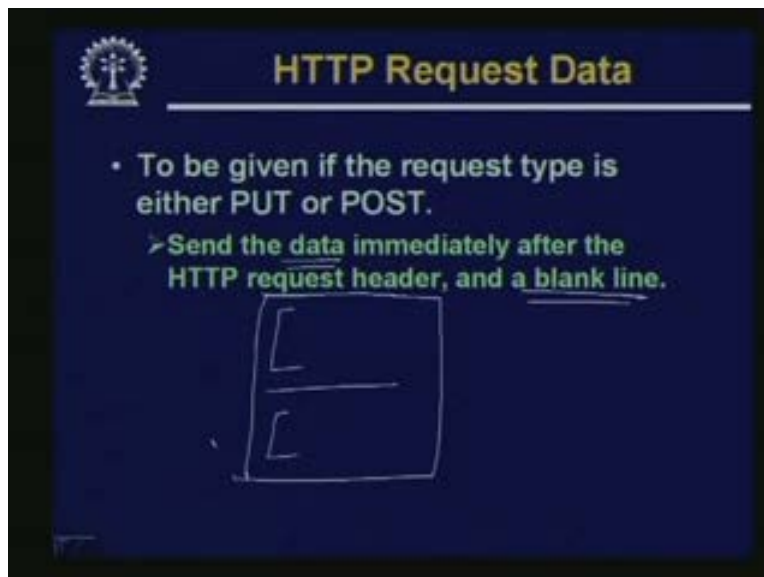 HTTP Request Data
• To be given if the request type is
either PUT or POST.
➢Send the data immediately after the
HTTP request header, and a blank line.